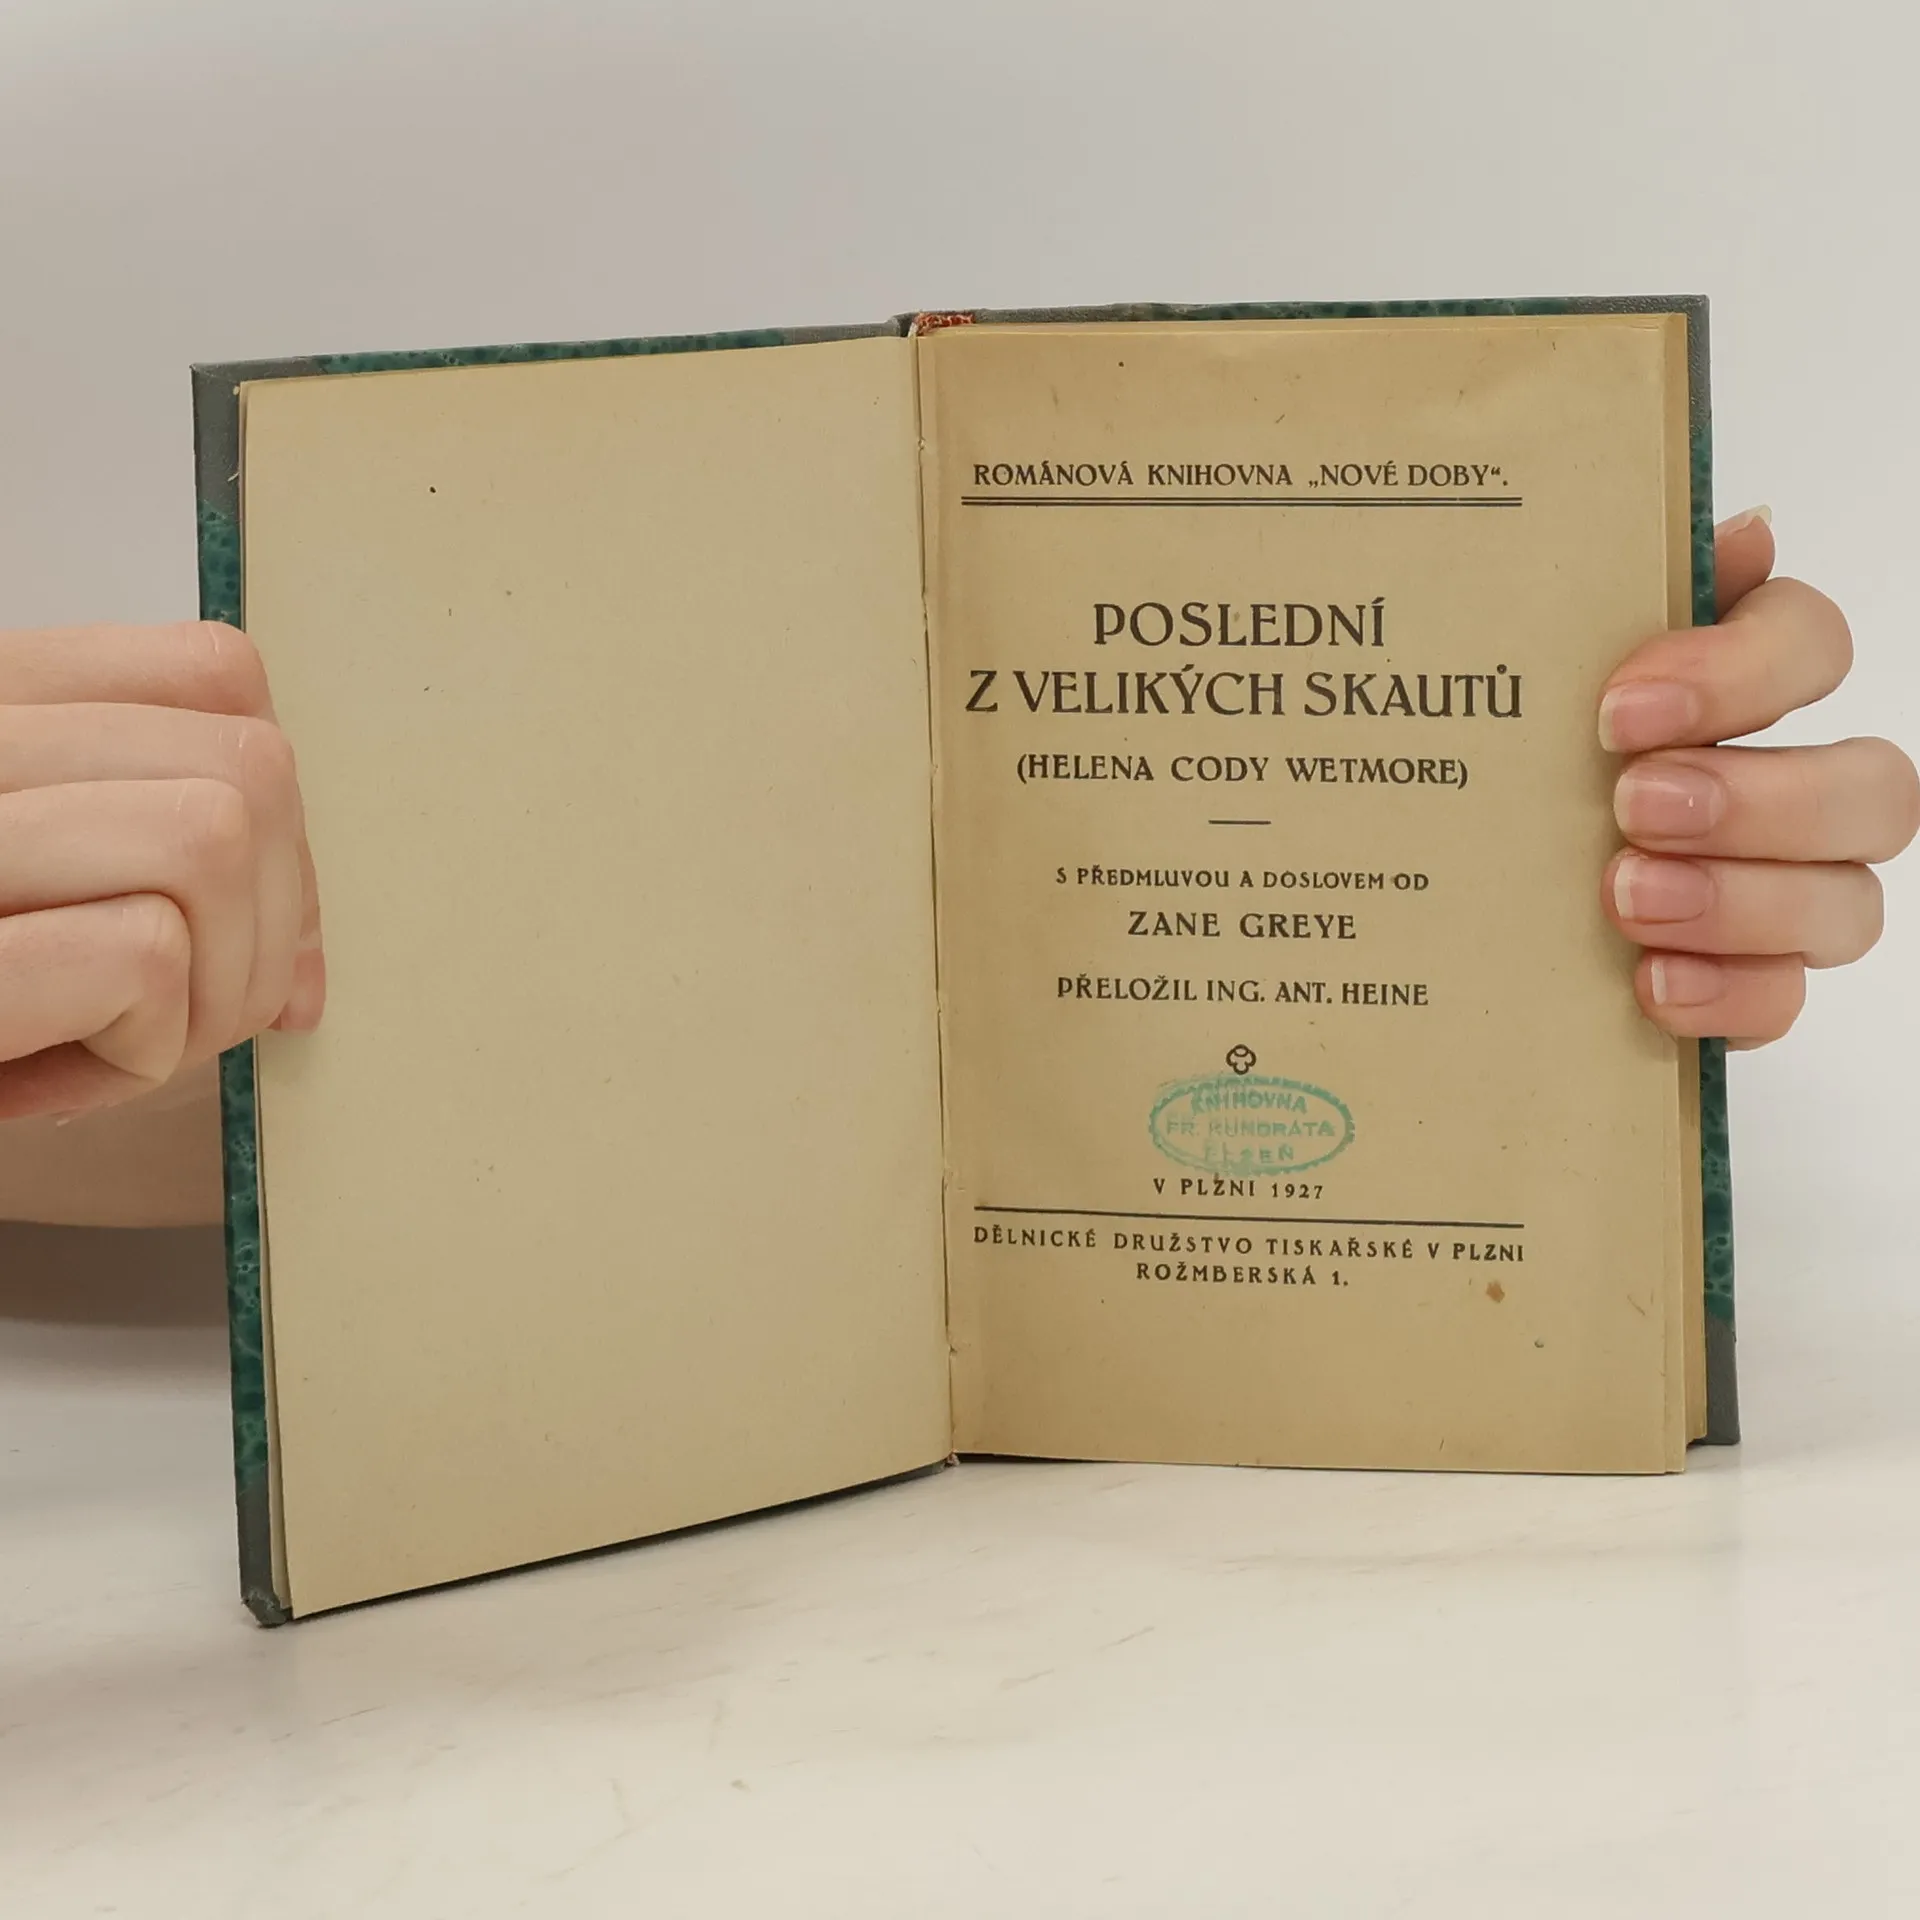 ROMÁNOVÁ KNIHOVNA „NOVÉ DOBY“.
POSLEDNÍ
Z VELIKÝCH SKAUTŮ
(HELENA CODY WETMORE)
S PŘEDMLUVOU A DOSLOVEM OD
ZANE GREYE
PŘELOŽIL ING. ANT. HEINE
KNIHOVNA
FR. KUNDRATA
PLZEŇ
V PLZNI 1927
DĚLNICKÉ DRUŽSTVO TISKAŘSKÉ V PLZNI
ROŽMBERSKÁ 1.